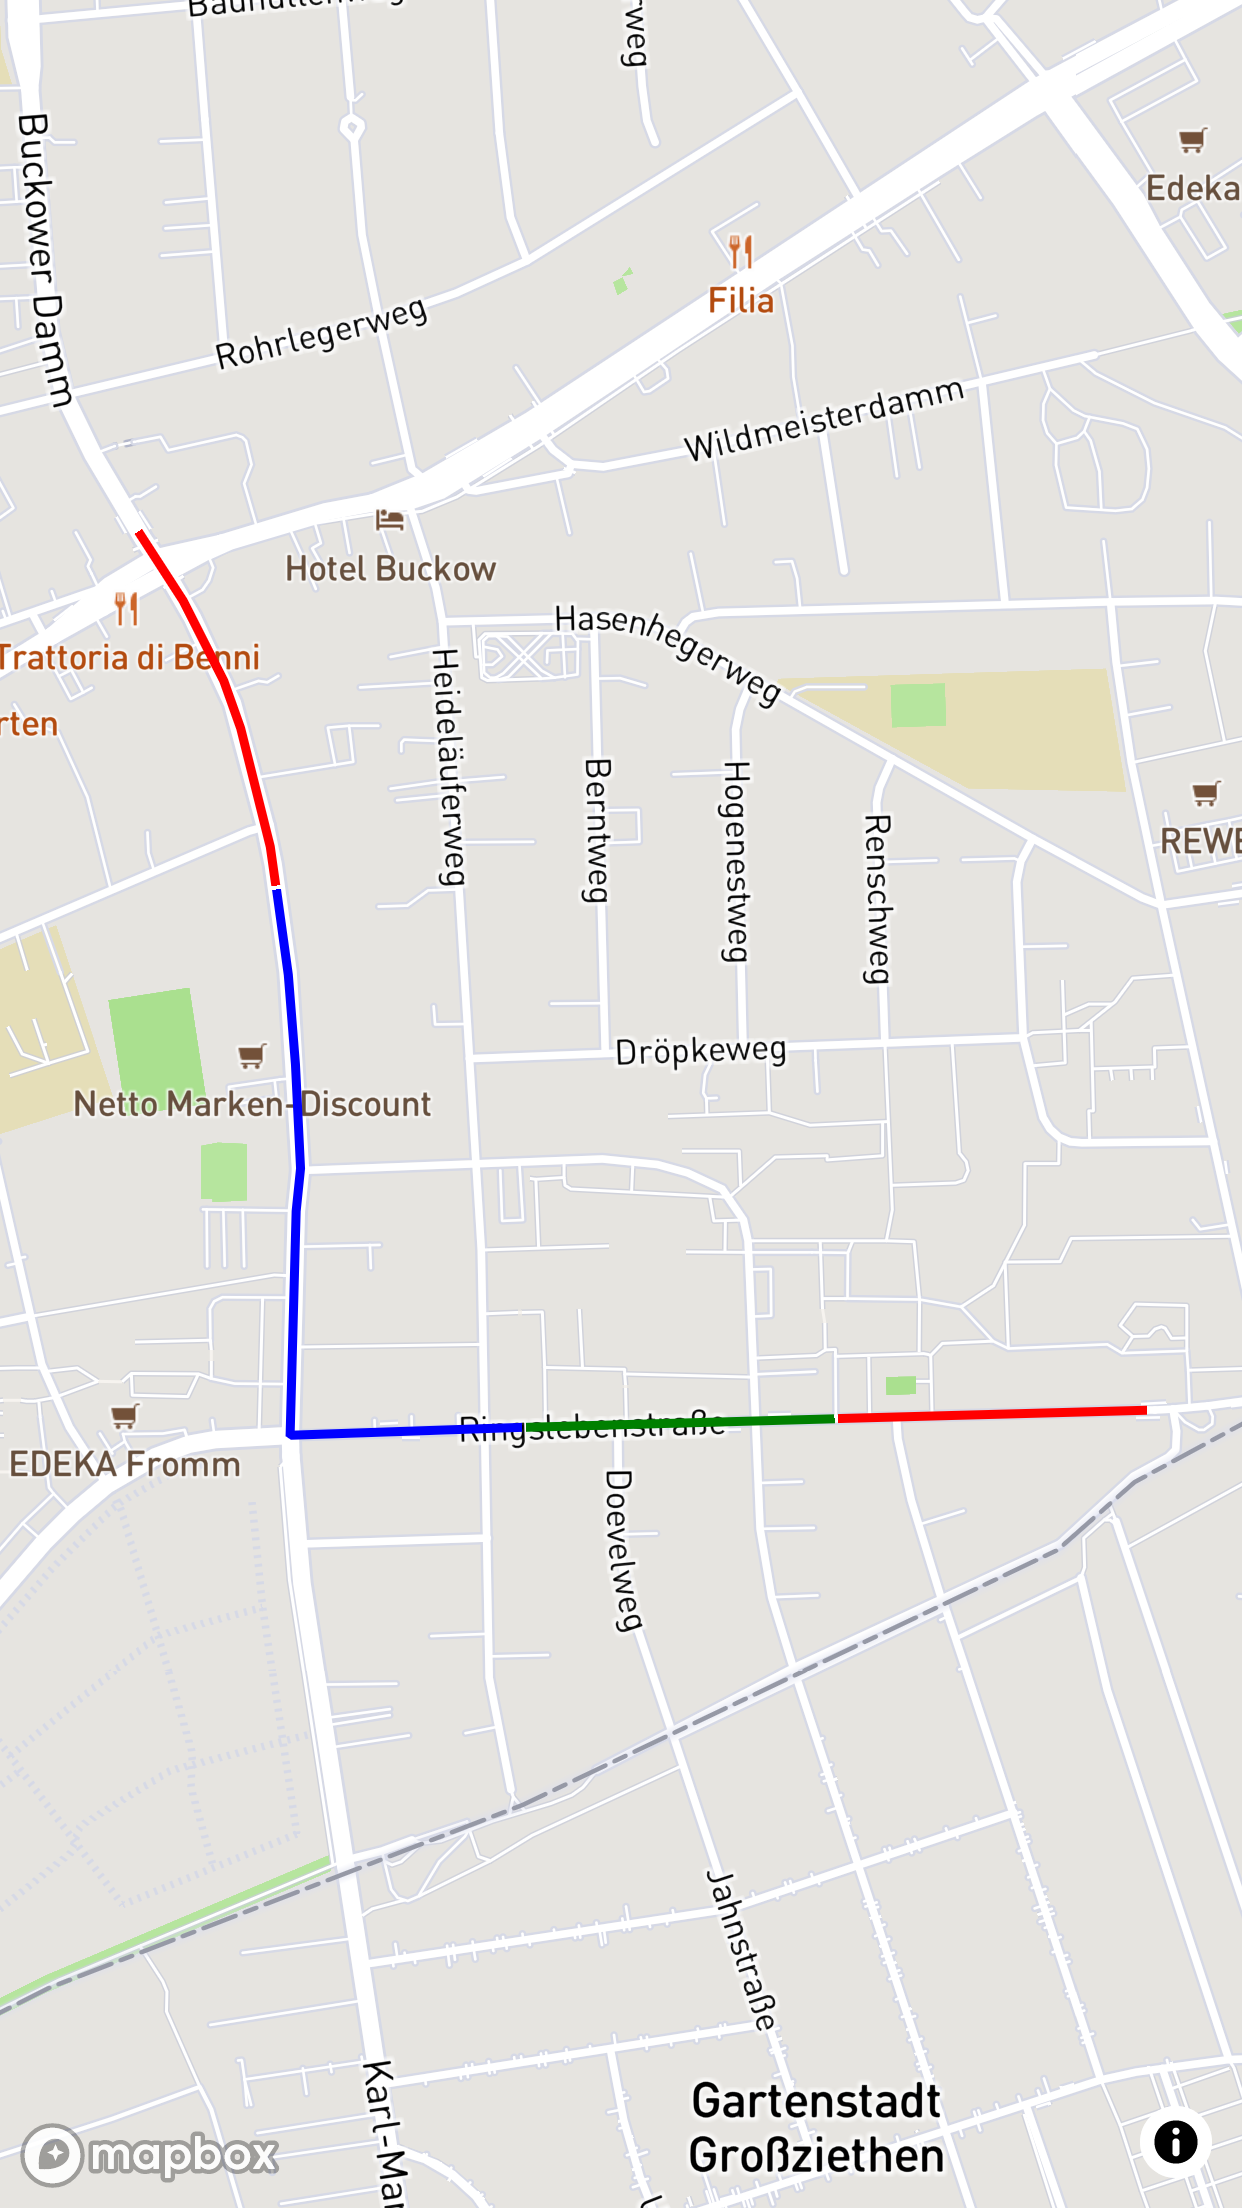 Buckower Damm
Edeka
Filia
Rohrlegerweg
Wildmeisterdamm
Hotel Buckow
Hasenhegerweg
Trattoria di Benni
Heideläuferweg
Berntweg
Hogenestweg
Renschweg
REWE
Dröpkeweg
Netto Marken-Discount
Ringslebenstraße
EDEKA Fromm
Doevelweg
Jahnstraße
Karl-Mar
Gartenstadt
Großziethen
mapbox